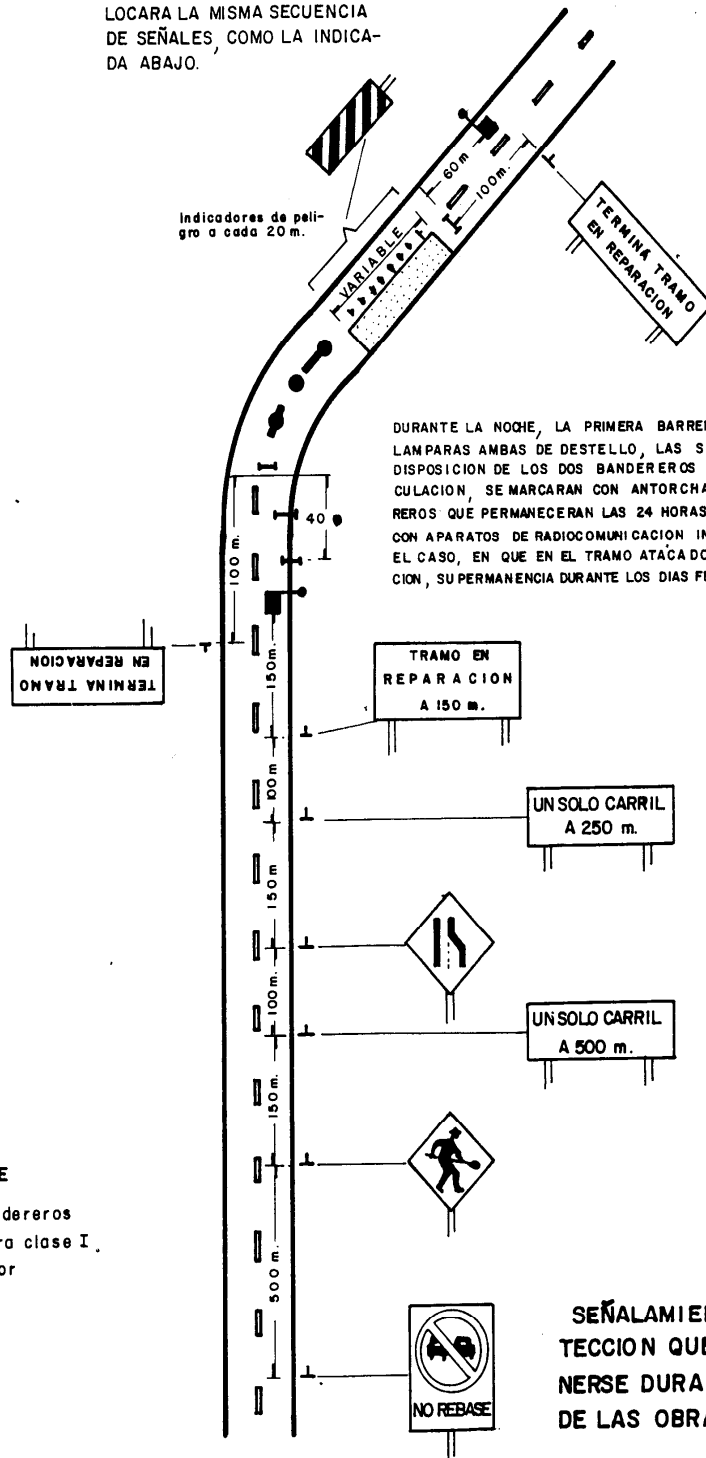 LOCARA LA MISMA SECUENCIA
DE SEÑALES, COMO LA INDICA-
DA ABAJO.
Indicadores de peli-
gro a cada 20 m.
60 m
100 m.
VARIABLE
TERMINA TRAMO
EN REPARACION
DURANTE LA NOCHE, LA PRIMERA BARRE
LAMPARAS AMBAS DE DESTELLO, LAS S
DISPOSICION DE LOS DOS BANDEREROS
CULACION, SE MARCARAN CON ANTORCHA
REROS QUE PERMANECERAN LAS 24 HORAS
CON APARATOS DE RADIOCOMUNICACION IN
EL CASO, EN QUE EN EL TRAMO ATACADO
CION, SU PERMANENCIA DURANTE LOS DIAS FE
40
100 m.
TERMINA TRAMO
EN REPARACION
150 m.
TRAMO EN
REPARACION
A 150 m.
100 m
UN SOLO CARRIL
A 250 m.
150 m
100 m.
UN SOLO CARRIL
A 500 m.
150 m.
E
dereros
ra clase I.
or
500 m.
NO REBASE
SEÑALAMIE
TECCION QUE
NERSE DURA
DE LAS OBRA